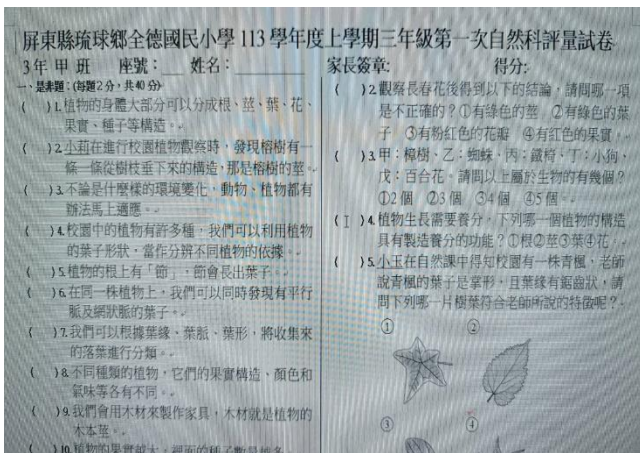 屏東縣琉球鄉全德國民小學 113 學年度上學期三年級第一次自然科評量試卷
3 年 甲 班 座號： 姓名： 家長簽章: 得分:
一、是非題：(每題2分，共40分)
( )1.植物的身體大部分可以分成根、莖、葉、花、
果實、種子等構造。
( )2.小莉在進行校園植物觀察時，發現榕樹有一
條一條從樹枝垂下來的構造，那是榕樹的莖。
( )3.不論是什麼樣的環境變化，動物、植物都有
辦法馬上適應。
( )4.校園中的植物有許多種，我們可以利用植物
的葉子形狀，當作分辨不同植物的依據。
( )5.植物的根上有「節」，節會長出葉子。
( )6.在同一株植物上，我們可以同時發現有平行
脈及網狀脈的葉子。
( )7.我們可以根據葉緣、葉脈、葉形，將收集來
的落葉進行分類。
( )8.不同種類的植物，它們的果實構造、顏色和
氣味等各有不同。
( )9.我們會用木材來製作家具，木材就是植物的
木本莖。
( )10.植物的果實越大，裡面的種子數量越多
( )2.觀察長春花後得到以下的結論，請問哪一項
是不正確的？①有綠色的莖 ②有綠色的葉
子 ③有粉紅色的花瓣 ④有紅色的果實。
( )3.甲：樟樹、乙：蜘蛛、丙：鐵椅、丁：小狗、
戊：百合花。請問以上屬於生物的有幾個？
①2個 ②3個 ③4個 ④5個。
( )4.植物生長需要養分，下列哪一個植物的構造
具有製造養分的功能？①根②莖③葉④花。
( )5.小玉在自然課中得知校園有一株青楓，老師
說青楓的葉子是掌形，且葉緣有鋸齒狀，請
問下列哪一片樹葉符合老師所說的特徵呢？
① ②
③ ④